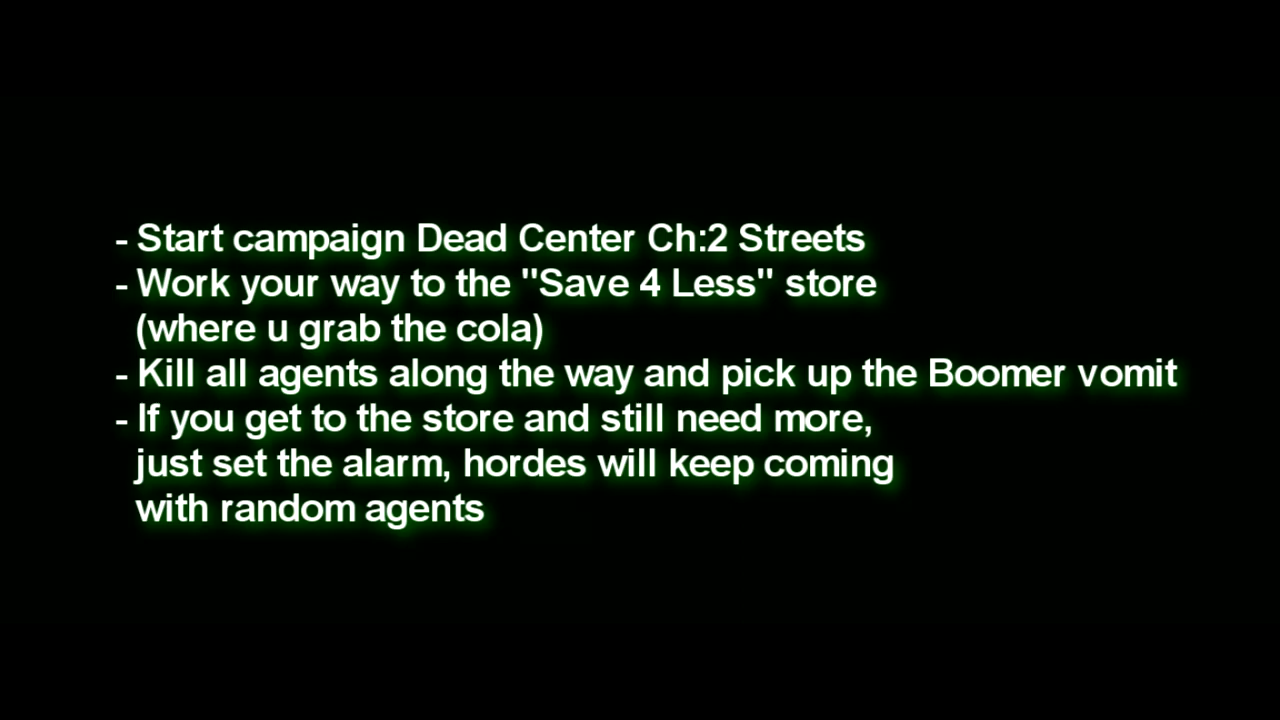 - Start campaign Dead Center Ch:2 Streets
- Work your way to the "Save 4 Less" store
(where u grab the cola)
- Kill all agents along the way and pick up the Boomer vomit
- If you get to the store and still need more,
just set the alarm, hordes will keep coming
with random agents